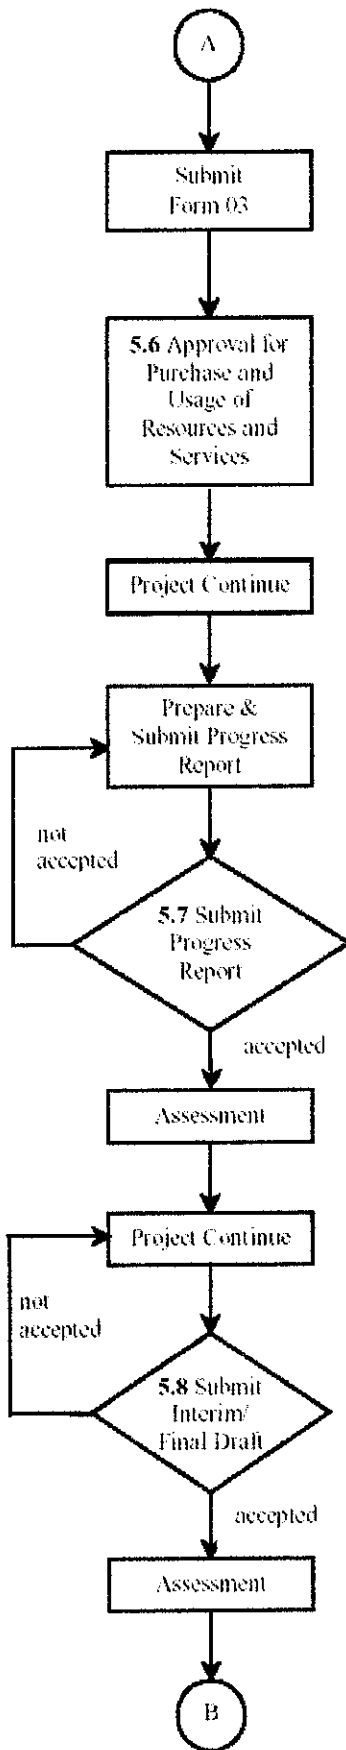 A
Submit
Form 03
5.6 Approval for
Purchase and
Usage of
Resources and
Services
Project Continue
Prepare &
Submit Progress
Report
not
accepted
5.7 Submit
Progress
Report
accepted
Assessment
Project Continue
not
accepted
5.8 Submit
Interim/
Final Draft
accepted
Assessment
B